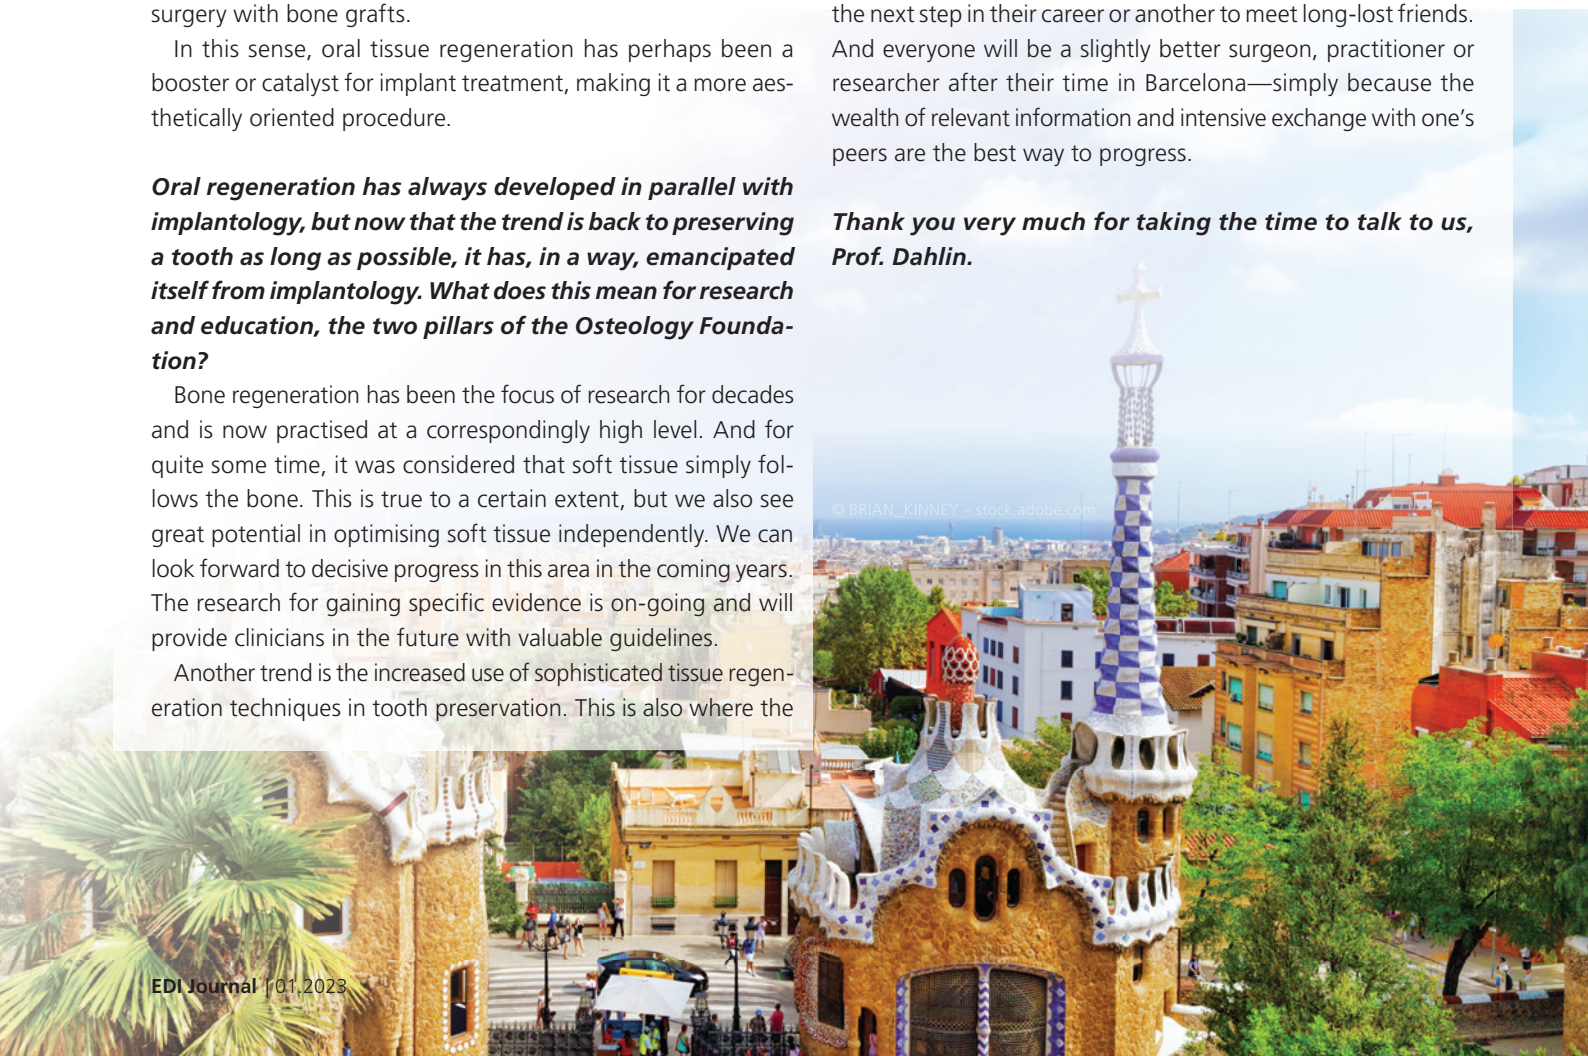 surgery with bone grafts.
In this sense, oral tissue regeneration has perhaps been a
booster or catalyst for implant treatment, making it a more aes-
thetically oriented procedure.
Oral regeneration has always developed in parallel with
implantology, but now that the trend is back to preserving
a tooth as long as possible, it has, in a way, emancipated
itself from implantology. What does this mean for research
and education, the two pillars of the Osteology Founda-
tion?
Bone regeneration has been the focus of research for decades
and is now practised at a correspondingly high level. And for
quite some time, it was considered that soft tissue simply fol-
lows the bone. This is true to a certain extent, but we also see
great potential in optimising soft tissue independently. We can
look forward to decisive progress in this area in the coming years.
The research for gaining specific evidence is on-going and will
provide clinicians in the future with valuable guidelines.
Another trend is the increased use of sophisticated tissue regen-
eration techniques in tooth preservation. This is also where the
the next step in their career or another to meet long-lost friends.
And everyone will be a slightly better surgeon, practitioner or
researcher after their time in Barcelona—simply because the
wealth of relevant information and intensive exchange with one’s
peers are the best way to progress.
Thank you very much for taking the time to talk to us,
Prof. Dahlin.
© BRIAN_KINNEY – stock.adobe.com
EDI Journal | 01.2023